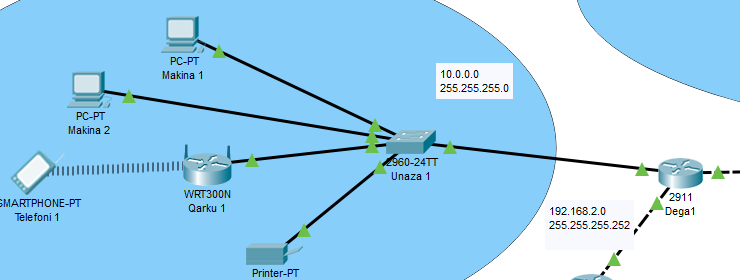 PC-PT
Makina 1
10.0.0.0
255.255.255.0
PC-PT
Makina 2
2960-24TT
Unaza 1
SMARTPHONE-PT
Telefoni 1
WRT300N
Qarku 1
2911
Dega1
192.168.2.0
255.255.255.252
Printer-PT